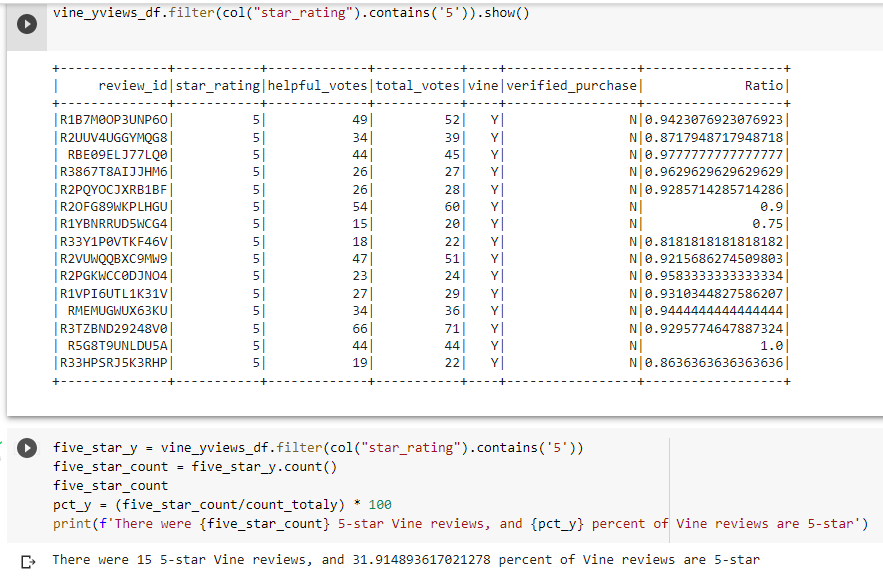 vine_yviews_df.filter(col("star_rating").contains('5')).show()
+--------------+-----------+-------------+-----------+----+-----------------+------------------+
|     review_id|star_rating|helpful_votes|total_votes|vine|verified_purchase|             Ratio|
+--------------+-----------+-------------+-----------+----+-----------------+------------------+
|R1B7M0OP3UNP6O|          5|           49|         52|   Y|                N|0.9423076923076923|
|R2UUV4UGGYMQG8|          5|           34|         39|   Y|                N|0.8717948717948718|
| RBE09ELJ77LQ0|          5|           44|         45|   Y|                N|0.9777777777777777|
|R3867T8AIJJHM6|          5|           26|         27|   Y|                N|0.9629629629629629|
|R2PQYOCJXRB1BF|          5|           26|         28|   Y|                N|0.9285714285714286|
|R2OFG89WKPLHGU|          5|           54|         60|   Y|                N|               0.9|
|R1YBNRRUD5WCG4|          5|           15|         20|   Y|                N|              0.75|
|R33Y1P0VTKF46V|          5|           18|         22|   Y|                N|0.8181818181818182|
|R2VUWQQBXC9MW9|          5|           47|         51|   Y|                N|0.9215686274509803|
|R2PGKWCC0DJNO4|          5|           23|         24|   Y|                N|0.9583333333333334|
|R1VPI6UTL1K31V|          5|           27|         29|   Y|                N|0.9310344827586207|
| RMEMUGWUX63KU|          5|           34|         36|   Y|                N|0.9444444444444444|
|R3TZBND29248V0|          5|           66|         71|   Y|                N|0.9295774647887324|
| R5G8T9UNLDU5A|          5|           44|         44|   Y|                N|               1.0|
|R33HPSRJ5K3RHP|          5|           19|         22|   Y|                N|0.8636363636363636|
+--------------+-----------+-------------+-----------+----+-----------------+------------------+
five_star_y = vine_yviews_df.filter(col("star_rating").contains('5'))
five_star_count = five_star_y.count()
five_star_count
pct_y = (five_star_count/count_totaly) * 100
print(f'There were {five_star_count} 5-star Vine reviews, and {pct_y} percent of Vine reviews are 5-star')
There were 15 5-star Vine reviews, and 31.914893617021278 percent of Vine reviews are 5-star